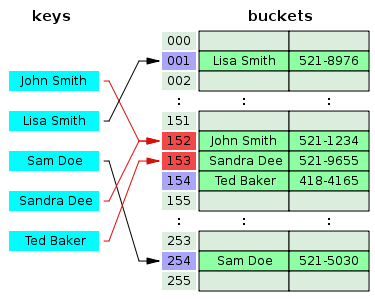 keys buckets
000
001 Lisa Smith 521-8976
John Smith 002
: : :
Lisa Smith 151
152 John Smith 521-1234
Sam Doe 153 Sandra Dee 521-9655
154 Ted Baker 418-4165
Sandra Dee 155
: : :
Ted Baker 253
254 Sam Doe 521-5030
255